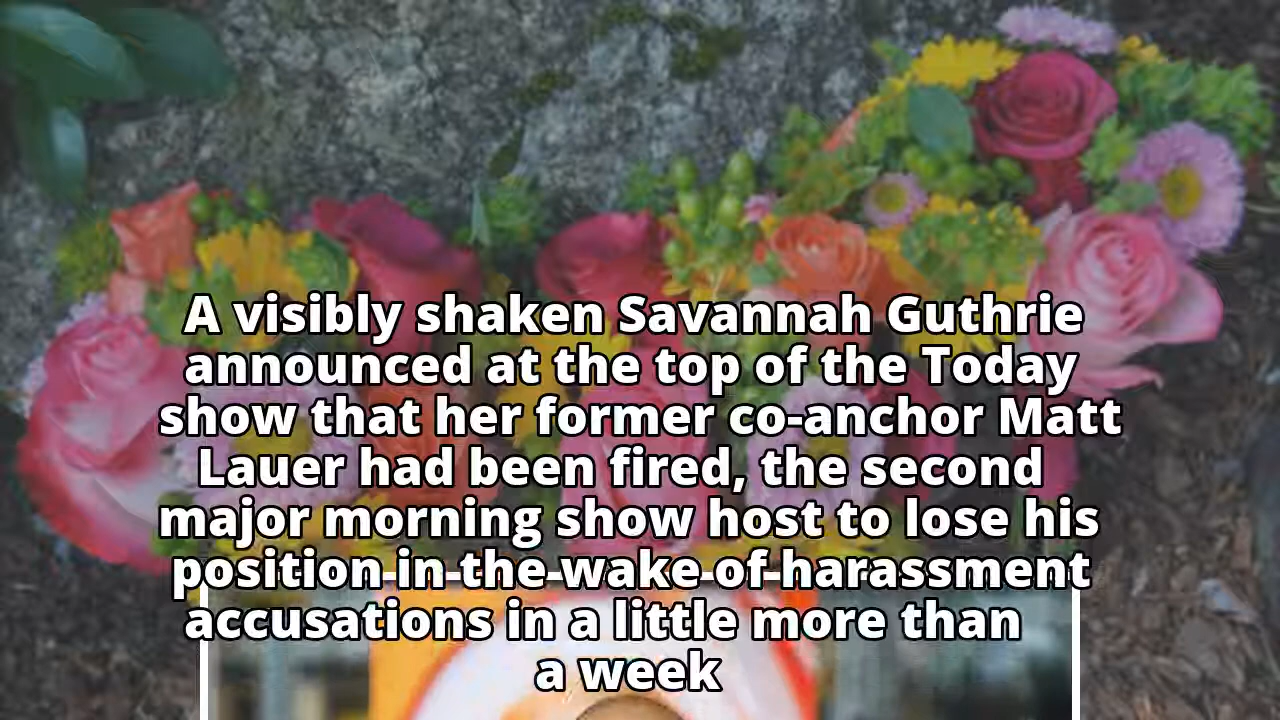 A visibly shaken Savannah Guthrie
announced at the top of the Today
show that her former co-anchor Matt
Lauer had been fired, the second
major morning show host to lose his
position in the wake of harassment
accusations in a little more than
a week